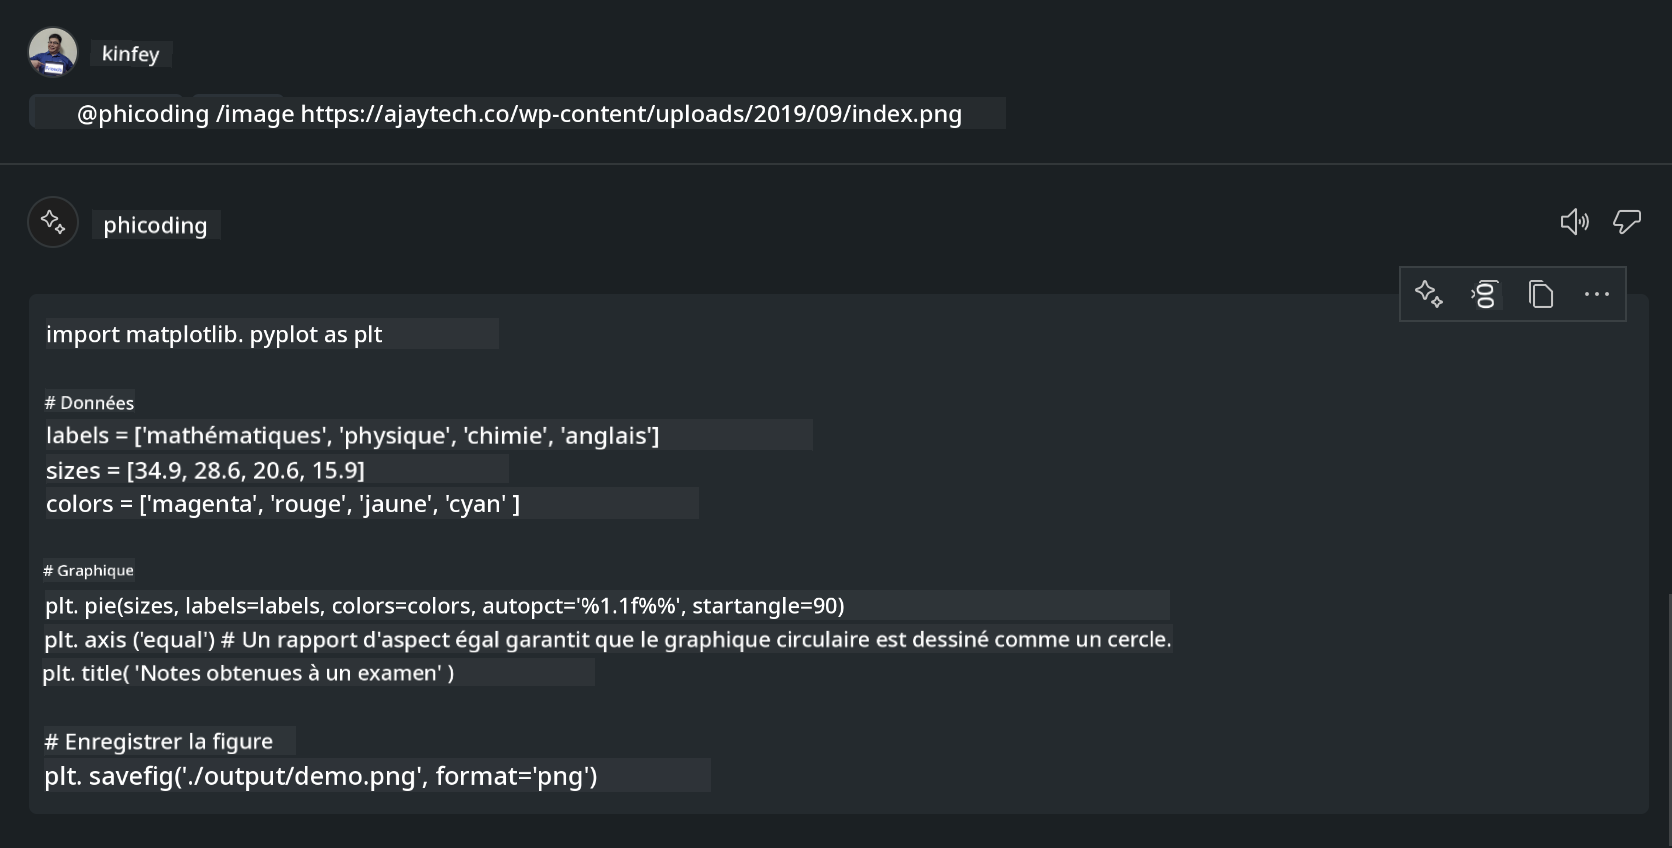 kinfey
@phicoding /image https://ajaytech.co/wp-content/uploads/2019/09/index.png
phicoding
import matplotlib. pyplot as plt
# Données
labels = ['mathématiques', 'physique', 'chimie', 'anglais']
sizes = [34.9, 28.6, 20.6, 15.9]
colors = ['magenta', 'rouge', 'jaune', 'cyan' ]
# Graphique
plt. pie(sizes, labels=labels, colors=colors, autopct='%1.1f%%', startangle=90)
plt. axis ('equal') # Un rapport d'aspect égal garantit que le graphique circulaire est dessiné comme un cercle.
plt. title( 'Notes obtenues à un examen' )
# Enregistrer la figure
plt. savefig('./output/demo.png', format='png')